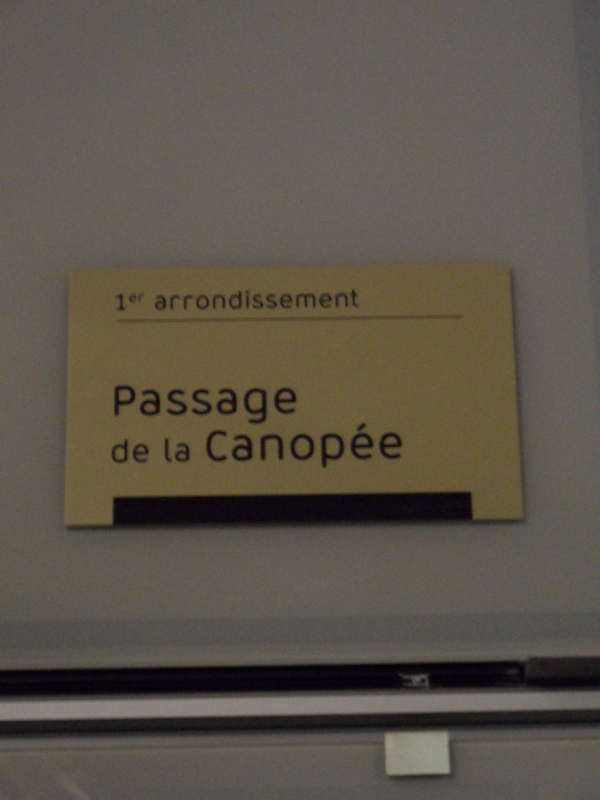 1er arrondissement
Passage
de la Canopée